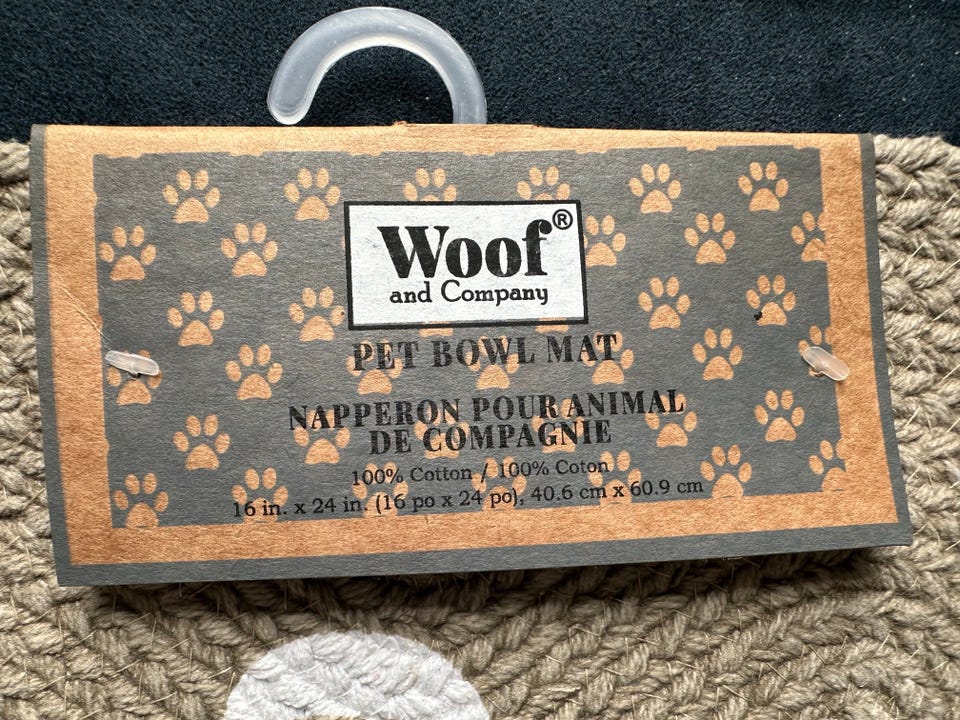 Woof®
and Company
PET BOWL MAT
NAPPERON POUR ANIMAL
DE COMPAGNIE
100% Cotton / 100% Coton
16 in. x 24 in. (16 po x 24 po), 40.6 cm x 60.9 cm